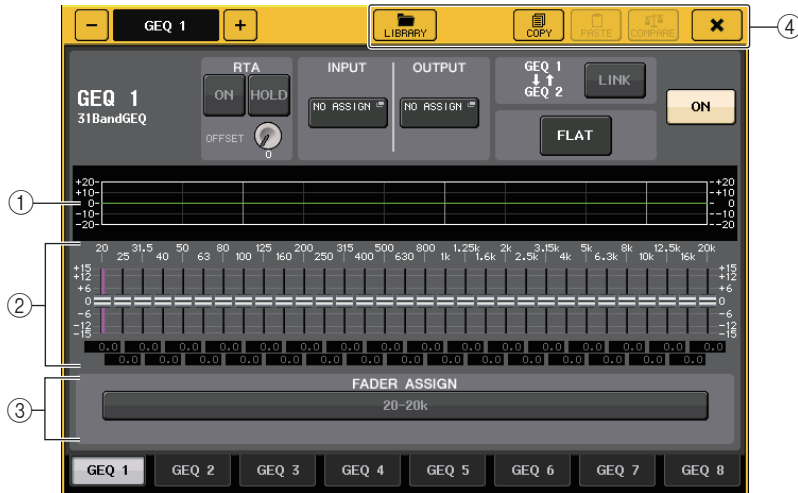 − GEQ 1 + LIBRARY COPY PASTE COMPARE × ④
GEQ 1
31BandGEQ
RTA
ON HOLD
OFFSET
0
INPUT
NO ASSIGN
OUTPUT
NO ASSIGN
GEQ 1
↓↑
GEQ 2
LINK
FLAT
ON
①
+20 +20
+10 +10
0 0
-10 -10
-20 -20
②
20 31.5 50 80 125 200 315 500 800 1.25k 2k 3.15k 5k 8k 12.5k 20k
25 40 63 100 160 250 400 630 1k 1.6k 2.5k 4k 6.3k 10k 16k
+15 +15
+12 +12
+6 +6
0 0
-6 -6
-12 -12
-15 -15
0.0 0.0 0.0 0.0 0.0 0.0 0.0 0.0 0.0 0.0 0.0 0.0 0.0 0.0 0.0 0.0
0.0 0.0 0.0 0.0 0.0 0.0 0.0 0.0 0.0 0.0 0.0 0.0 0.0 0.0 0.0
③
FADER ASSIGN
20-20k
GEQ 1 GEQ 2 GEQ 3 GEQ 4 GEQ 5 GEQ 6 GEQ 7 GEQ 8